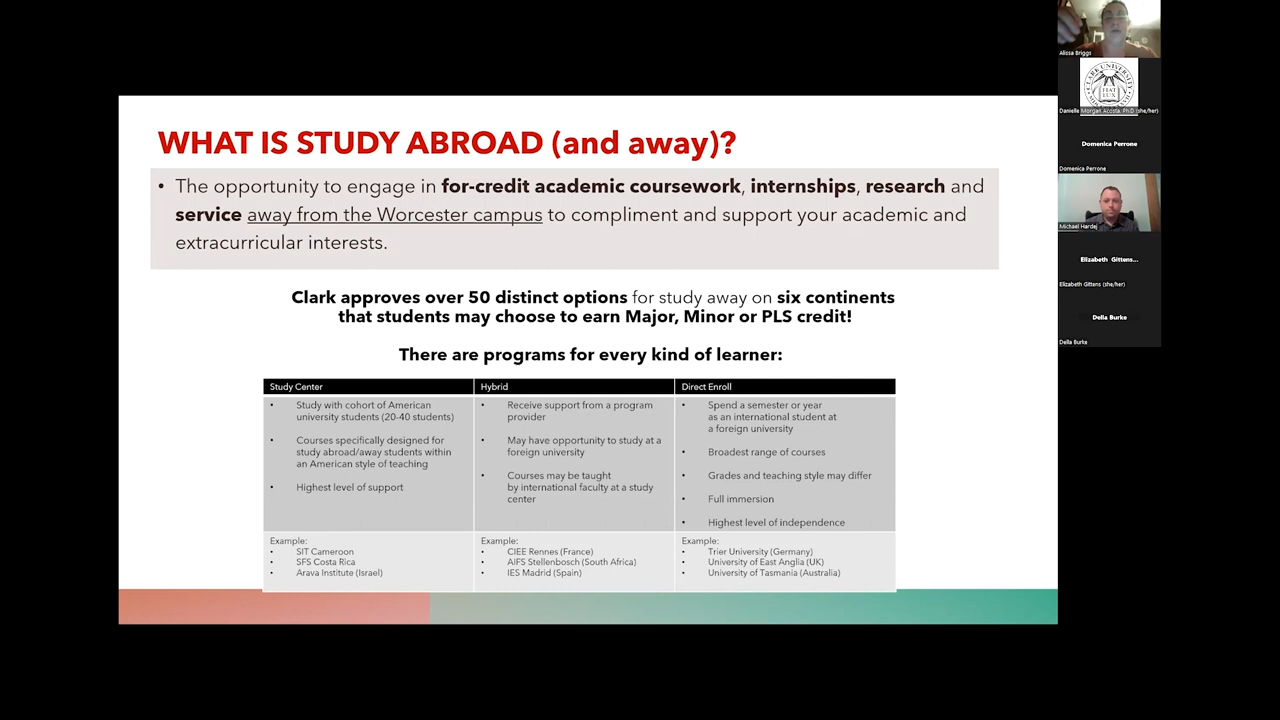 WHAT IS STUDY ABROAD (and away)?
• The opportunity to engage in for-credit academic coursework, internships, research and
service away from the Worcester campus to compliment and support your academic and
extracurricular interests.
Clark approves over 50 distinct options for study away on six continents
that students may choose to earn Major, Minor or PLS credit!
There are programs for every kind of learner:
Study Center
• Study with cohort of American
university students (20-40 students)
• Courses specifically designed for
study abroad/away students within
an American style of teaching
• Highest level of support
Example:
• SIT Cameroon
• SFS Costa Rica
• Arava Institute (Israel)
Hybrid
• Receive support from a program
provider
• May have opportunity to study at a
foreign university
• Courses may be taught
by international faculty at a study
center
Example:
• CIEE Rennes (France)
• AIFS Stellenbosch (South Africa)
• IES Madrid (Spain)
Direct Enroll
• Spend a semester or year
as an international student at
a foreign university
• Broadest range of courses
• Grades and teaching style may differ
• Full immersion
• Highest level of independence
Example:
• Trier University (Germany)
• University of East Anglia (UK)
• University of Tasmania (Australia)
Alissa Briggs
CLARK UNIVERSITY
FIAT
LUX
Danielle Morgan Acosta, Ph.D (she/her)
Domenica Perrone
Domenica Perrone
Michael Hardej
Elizabeth Gittens...
Elizabeth Gittens (she/her)
Della Burke
Della Burke